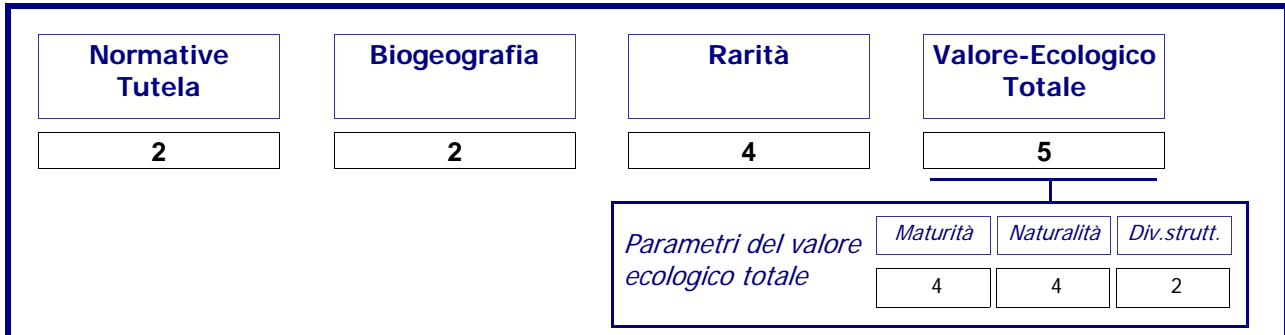 Normative
Tutela
Biogeografia
Rarità
Valore-Ecologico
Totale
2
2
4
5
Parametri del valore
ecologico totale
Maturità
Naturalità
Div.strutt.
4
4
2